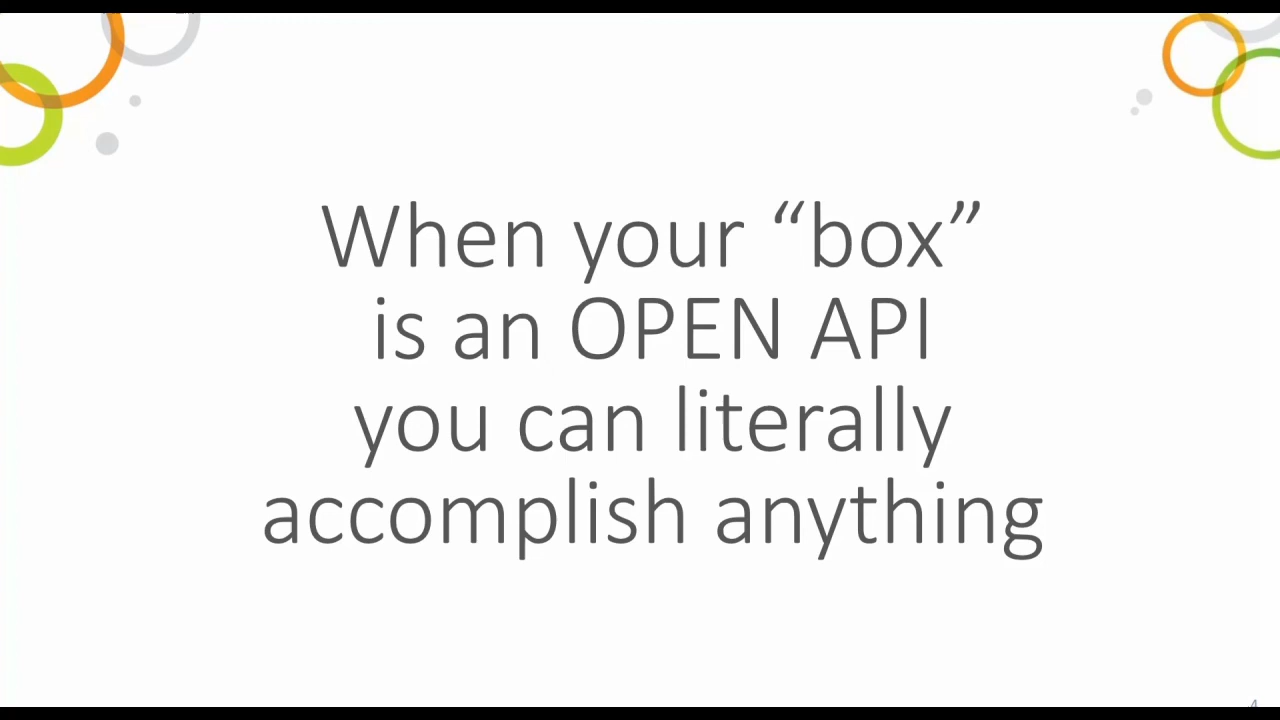 When your “box”
is an OPEN API
you can literally
accomplish anything